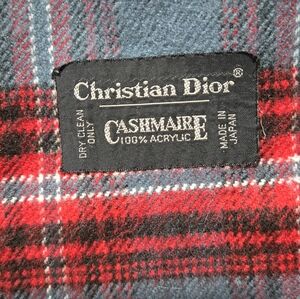 Christian Dior®
DRY CLEAN
ONLY
CASHMAIRE
100% ACRYLIC
MADE IN
JAPAN